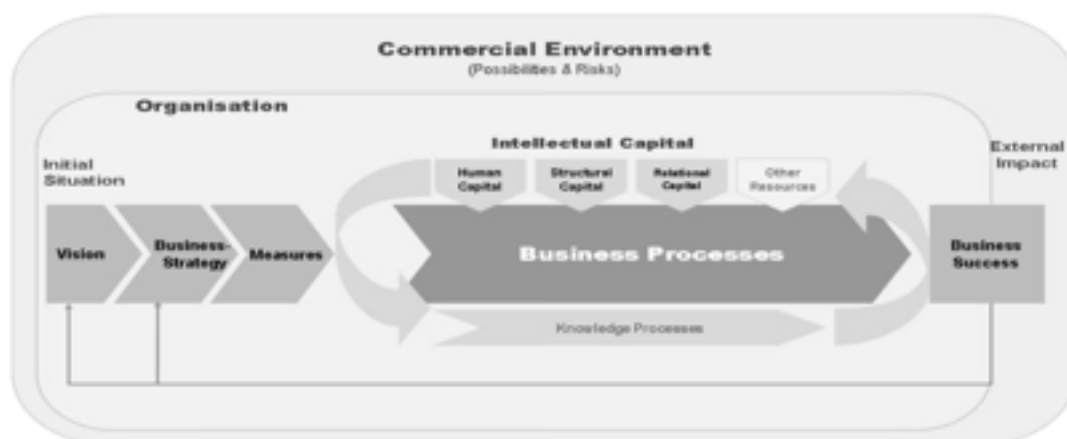 Commercial Environment
(Possibilities & Risks)
Organisation
Initial
Situation
Intellectual Capital
External
Impact
Human
Capital
Structural
Capital
Relational
Capital
Other
Resources
Vision
Business-
Strategy
Measures
Business Processes
Business
Success
Knowledge Processes